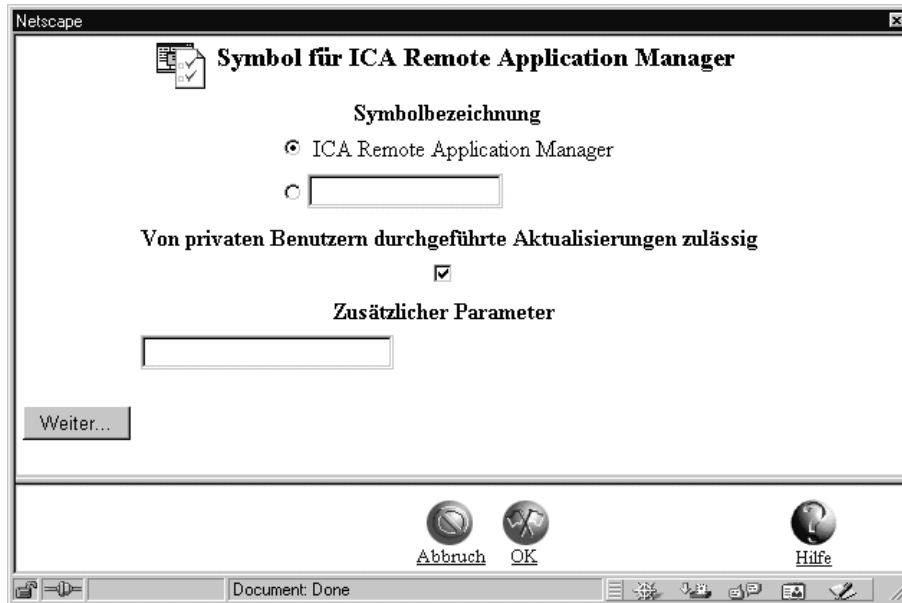 Netscape
Symbol für ICA Remote Application Manager
Symbolbezeichnung
ICA Remote Application Manager
Von privaten Benutzern durchgeführte Aktualisierungen zulässig
Zusätzlicher Parameter
Weiter...
Abbruch OK Hilfe
Document: Done